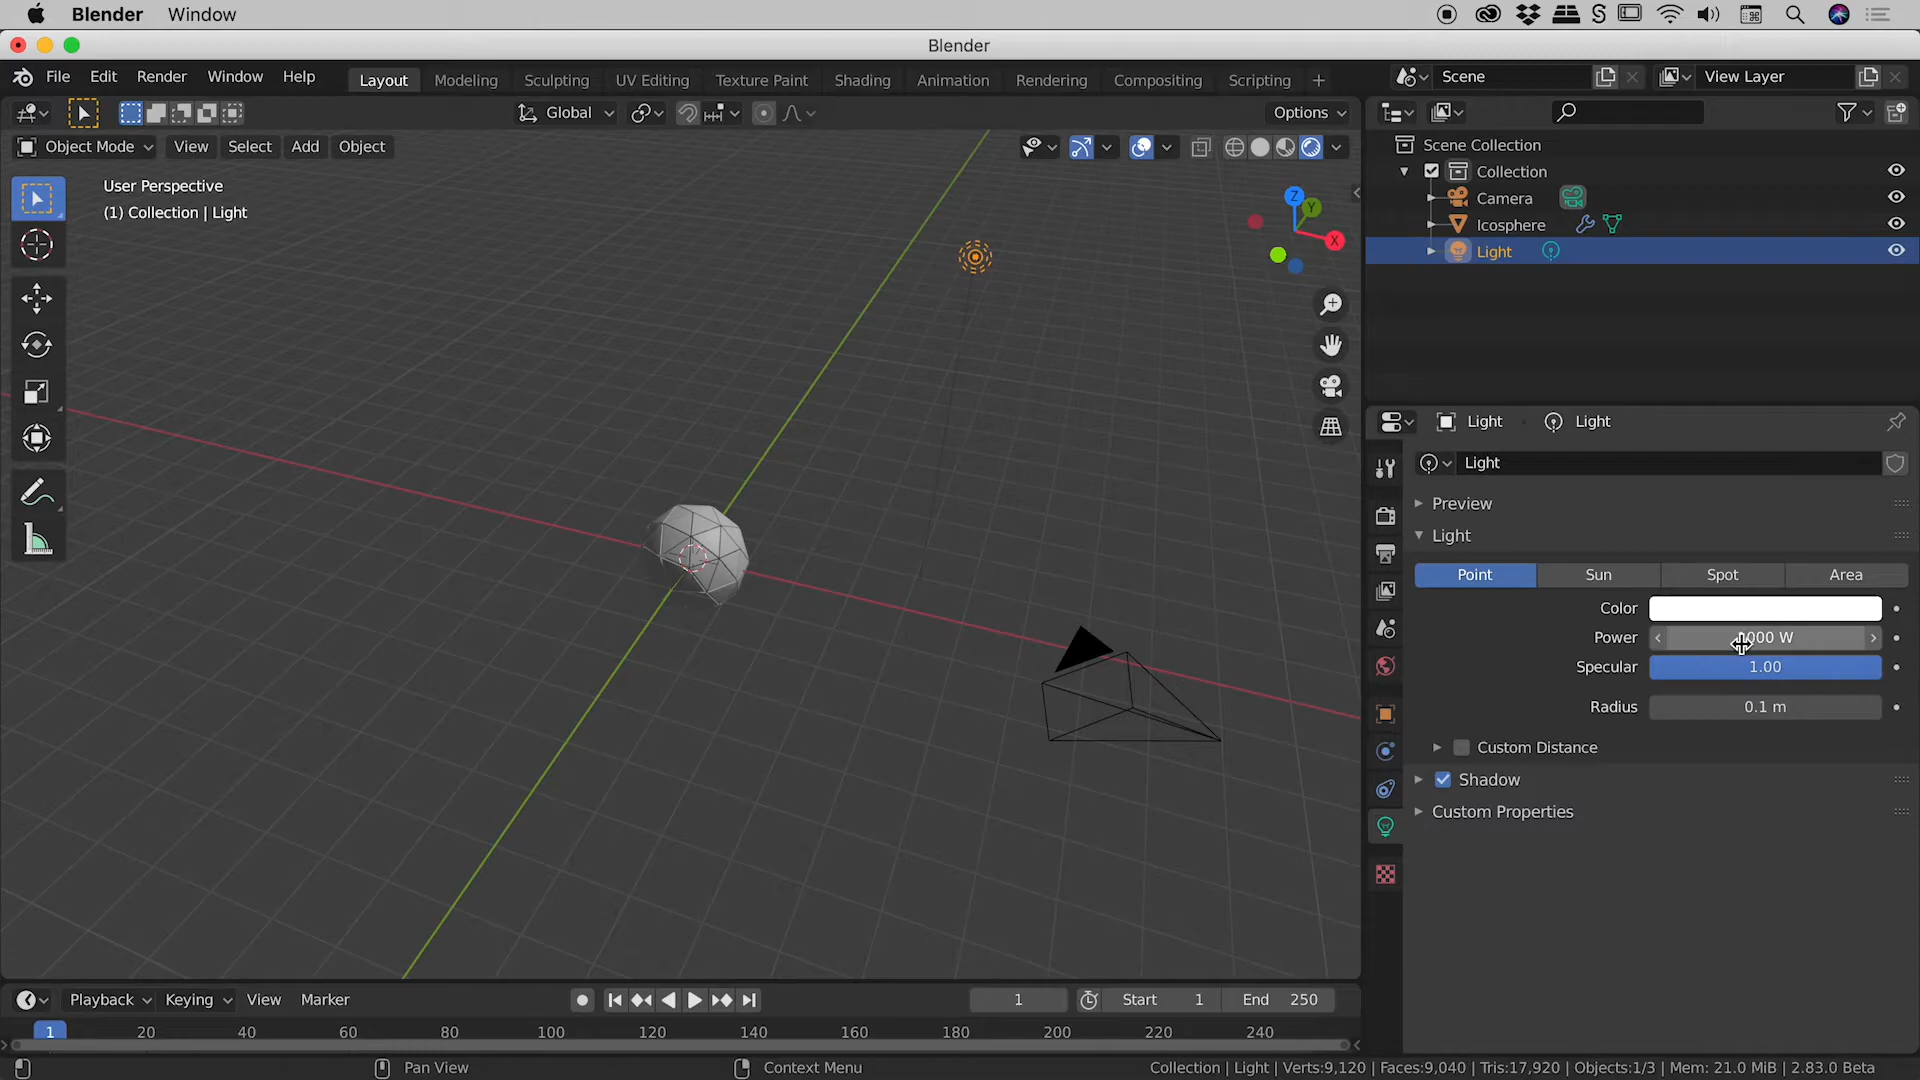 Blender Window
Blender
File Edit Render Window Help Layout Modeling Sculpting UV Editing Texture Paint Shading Animation Rendering Compositing Scripting + Scene View Layer
Global Options
Object Mode View Select Add Object
User Perspective
(1) Collection | Light
Z
Y
X
Scene Collection
Collection
Camera
Icosphere
Light
Light Light
Light
Preview
Light
Point Sun Spot Area
Color
Power W
Specular 1.00
Radius 0.1 m
Custom Distance
Shadow
Custom Properties
Playback Keying View Marker 1 Start 1 End 250
1 20 40 60 80 100 120 140 160 180 200 220 240
Pan View Context Menu Collection | Light | Verts:9,120 | Faces:9,040 | Tris:17,920 | Objects:1/3 | Mem: 21.0 MiB | 2.83.0 Beta